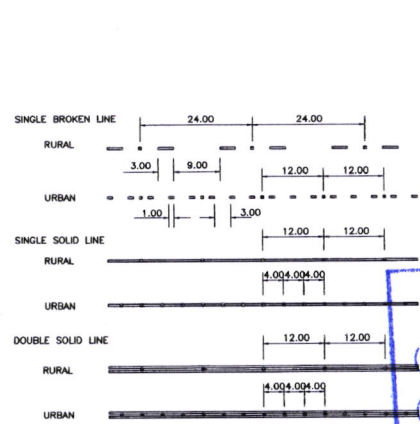 SINGLE BROKEN LINE
24.00 24.00
RURAL
3.00 9.00
12.00 12.00
URBAN
1.00 3.00
12.00 12.00
SINGLE SOLID LINE
RURAL
4.00 4.00 4.00
URBAN
12.00 12.00
DOUBLE SOLID LINE
RURAL
4.00 4.00 4.00
URBAN